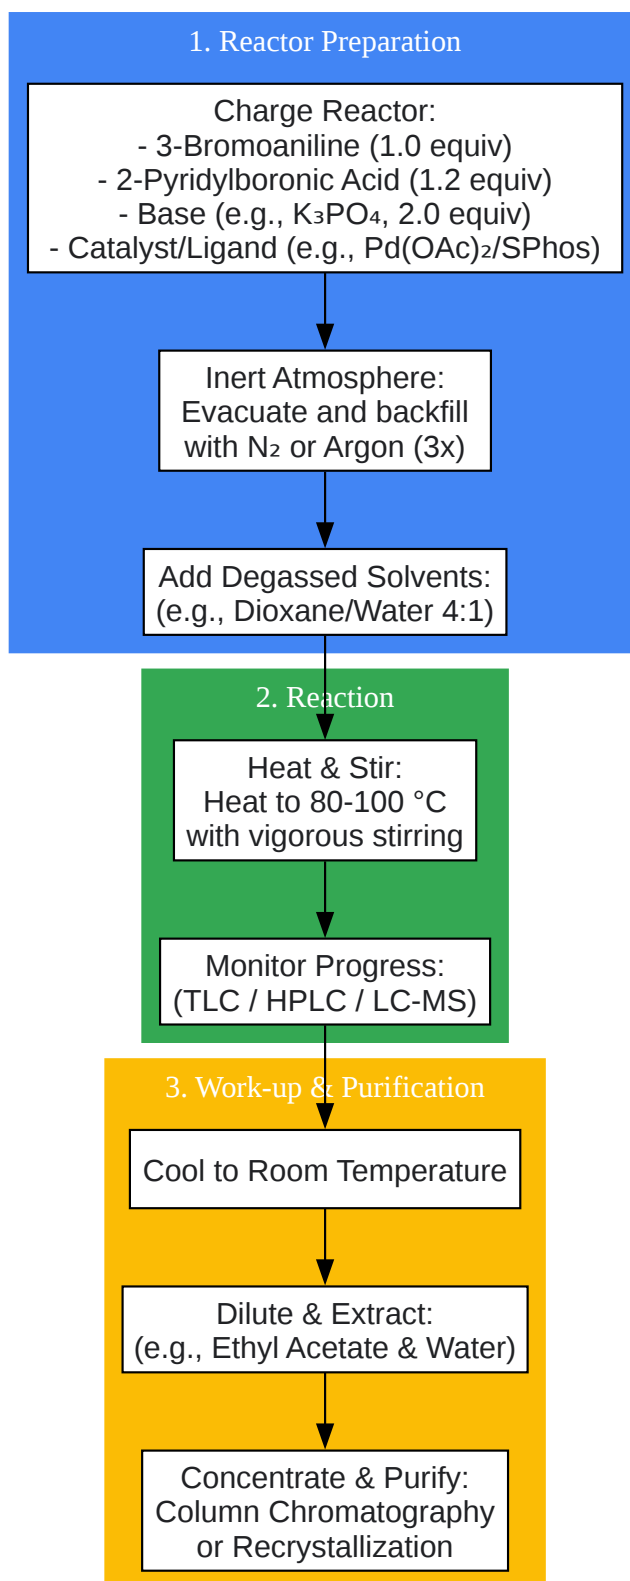 1. Reactor Preparation
Charge Reactor:
- 3-Bromoaniline (1.0 equiv)
- 2-Pyridylboronic Acid (1.2 equiv)
- Base (e.g., K₃PO₄, 2.0 equiv)
- Catalyst/Ligand (e.g., Pd(OAc)₂/SPhos)
Inert Atmosphere:
Evacuate and backfill
with N₂ or Argon (3x)
Add Degassed Solvents:
(e.g., Dioxane/Water 4:1)
2. Reaction
Heat & Stir:
Heat to 80-100 °C
with vigorous stirring
Monitor Progress:
(TLC / HPLC / LC-MS)
3. Work-up & Purification
Cool to Room Temperature
Dilute & Extract:
(e.g., Ethyl Acetate & Water)
Concentrate & Purify:
Column Chromatography
or Recrystallization